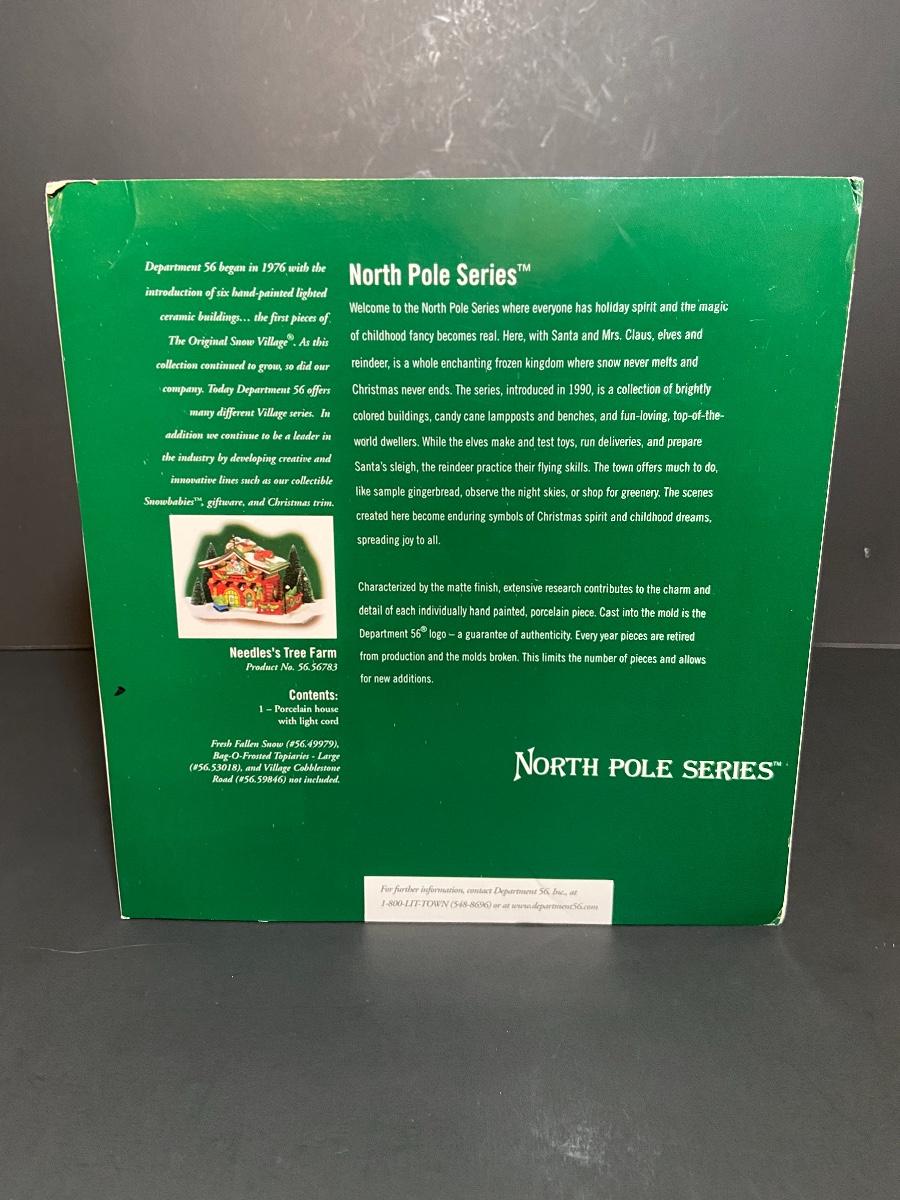 Department 56 began in 1976 with the
introduction of six hand-painted lighted
ceramic buildings... the first pieces of
The Original Snow Village®. As this
collection continued to grow, so did our
company. Today Department 56 offers
many different Village series. In
addition we continue to be a leader in
the industry by developing creative and
innovative lines such as our collectible
Snowbabies™, giftware, and Christmas trim.
Needles's Tree Farm
Product No. 56.56783
Contents:
1 – Porcelain house
with light cord
Fresh Fallen Snow (#56.49979),
Bag-O-Frosted Topiaries - Large
(#56.53018), and Village Cobblestone
Road (#56.59846) not included.
North Pole Series™
Welcome to the North Pole Series where everyone has holiday spirit and the magic
of childhood fancy becomes real. Here, with Santa and Mrs. Claus, elves and
reindeer, is a whole enchanting frozen kingdom where snow never melts and
Christmas never ends. The series, introduced in 1990, is a collection of brightly
colored buildings, candy cane lampposts and benches, and fun-loving, top-of-the-
world dwellers. While the elves make and test toys, run deliveries, and prepare
Santa's sleigh, the reindeer practice their flying skills. The town offers much to do,
like sample gingerbread, observe the night skies, or shop for greenery. The scenes
created here become enduring symbols of Christmas spirit and childhood dreams,
spreading joy to all.
Characterized by the matte finish, extensive research contributes to the charm and
detail of each individually hand painted, porcelain piece. Cast into the mold is the
Department 56® logo – a guarantee of authenticity. Every year pieces are retired
from production and the molds broken. This limits the number of pieces and allows
for new additions.
NORTH POLE SERIES™
For further information, contact Department 56, Inc., at
1-800-LIT-TOWN (548-8696) or at www.department56.com